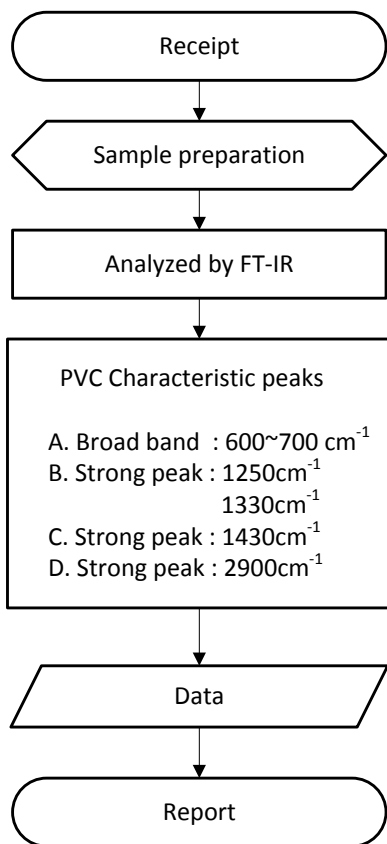 Receipt
Sample preparation
Analyzed by FT-IR
PVC Characteristic peaks
A. Broad band : 600~700 cm⁻¹
B. Strong peak : 1250cm⁻¹
1330cm⁻¹
C. Strong peak : 1430cm⁻¹
D. Strong peak : 2900cm⁻¹
Data
Report